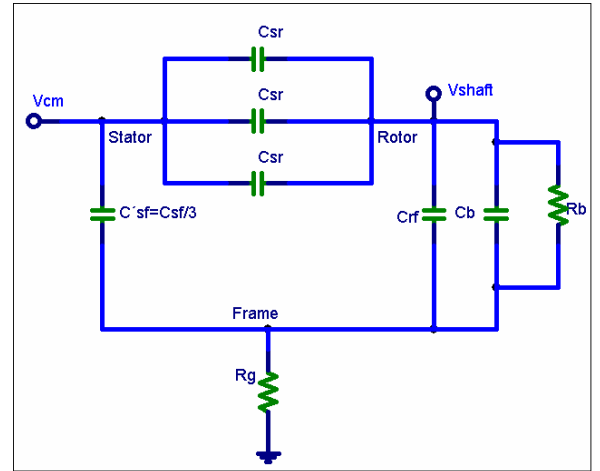 Csr
Vcm
Csr
Vshaft
Stator
Rotor
Csr
C´sf=Csf/3
Crf
Cb
Rb
Frame
Rg